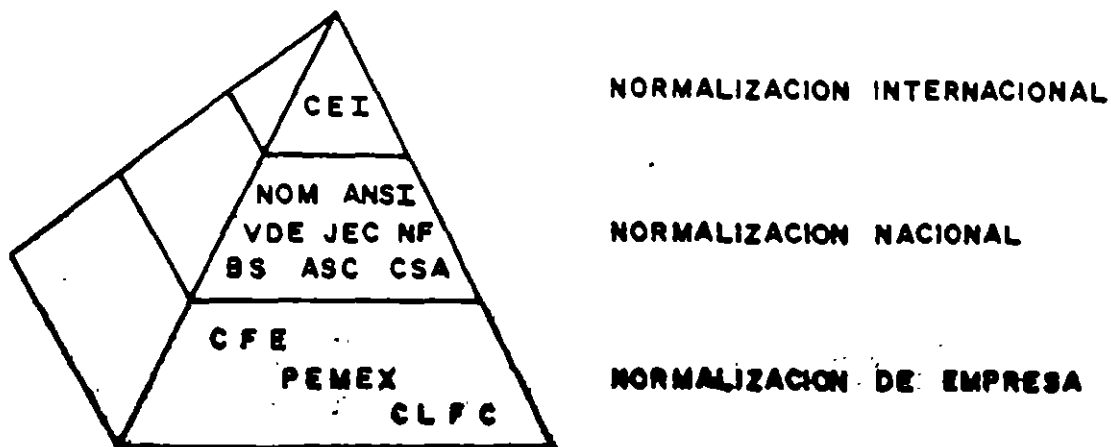 CEI
NORMALIZACION INTERNACIONAL
NOM ANSI
VDE JEC NF
BS ASC CSA
NORMALIZACION NACIONAL
CFE
PEMEX
CLFC
NORMALIZACION DE EMPRESA